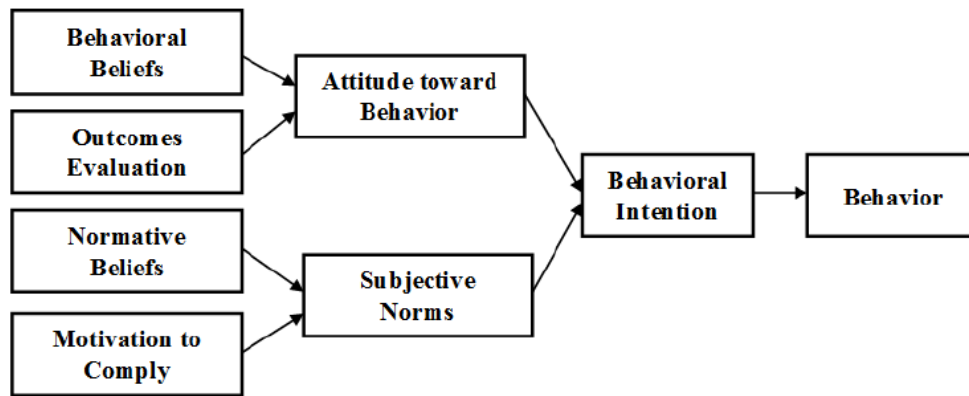 Behavioral
Beliefs
Outcomes
Evaluation
Normative
Beliefs
Motivation to
Comply
Attitude toward
Behavior
Subjective
Norms
Behavioral
Intention
Behavior